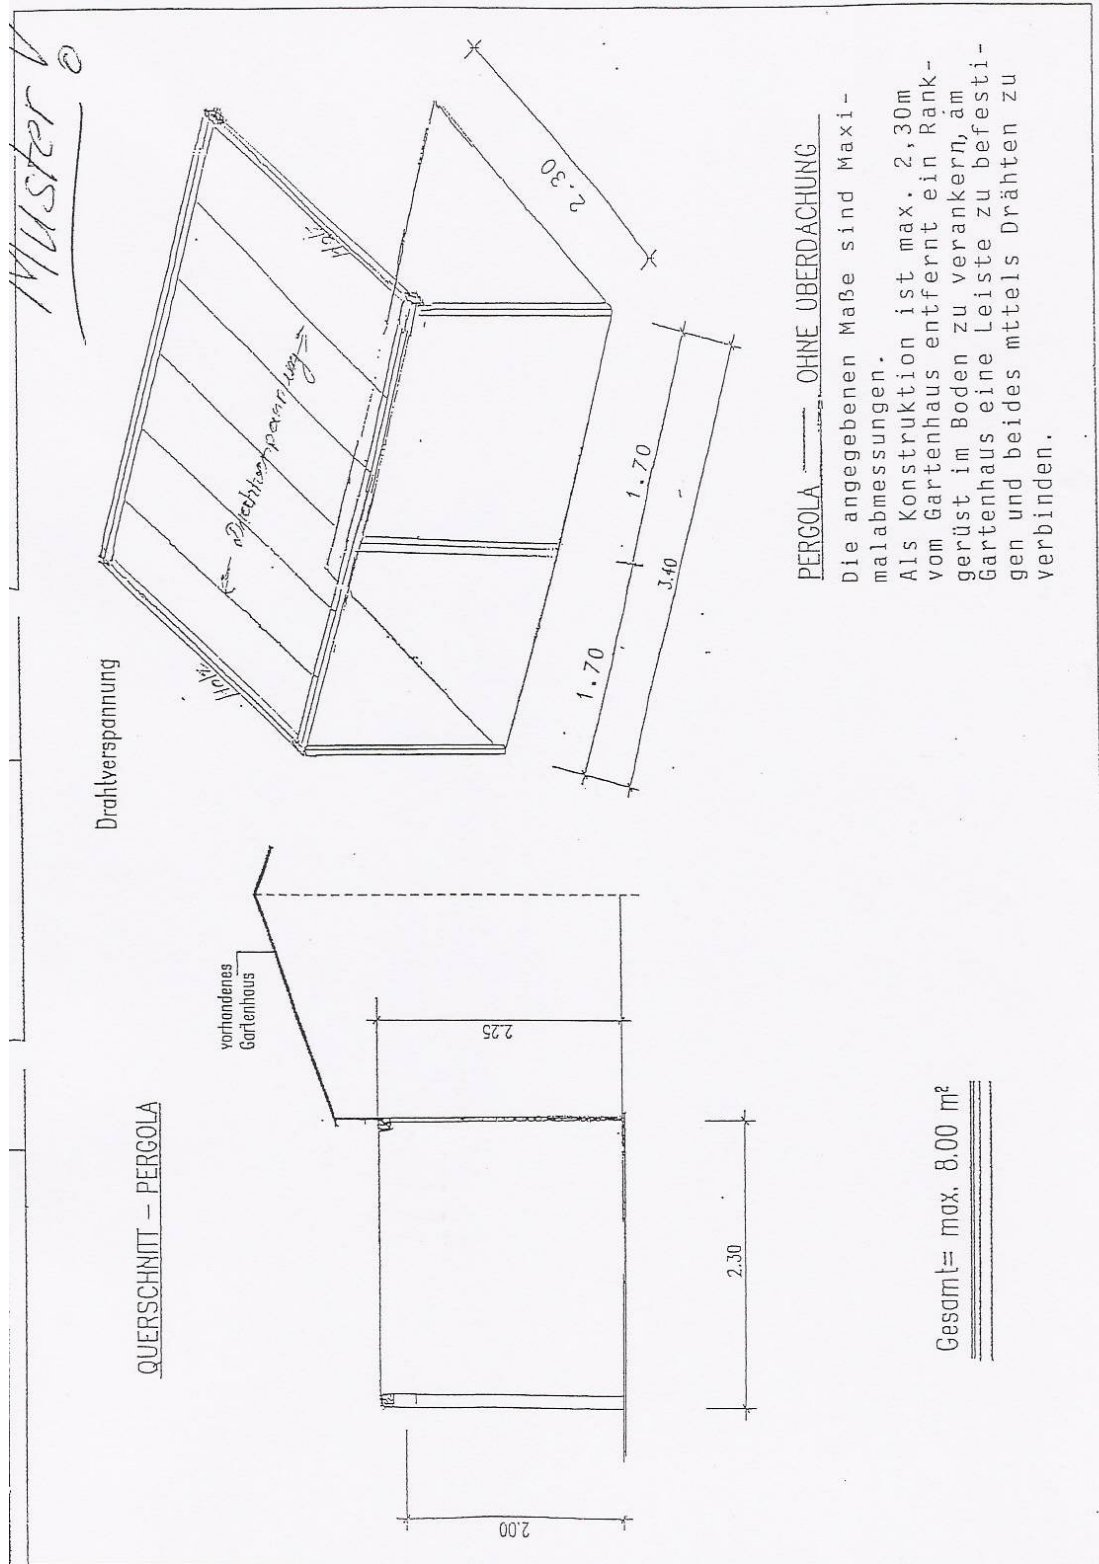 Muster!
QUERSCHNITT - PERGOLA
Drahtverspannung
vorhandenes
Gartenhaus
Holz
Holz
2.25
2.00
2.30
2.30
1.70
1.70
3.40
PERGOLA — OHNE ÜBERDACHUNG
Die angegebenen Maße sind Maxi-
malabmessungen.
Als Konstruktion ist max. 2,30m
vom Gartenhaus entfernt ein Rank-
gerüst im Boden zu verankern, am
Gartenhaus eine Leiste zu befesti-
gen und beides mttels Drähten zu
verbinden.
Gesamt= max. 8.00 m²